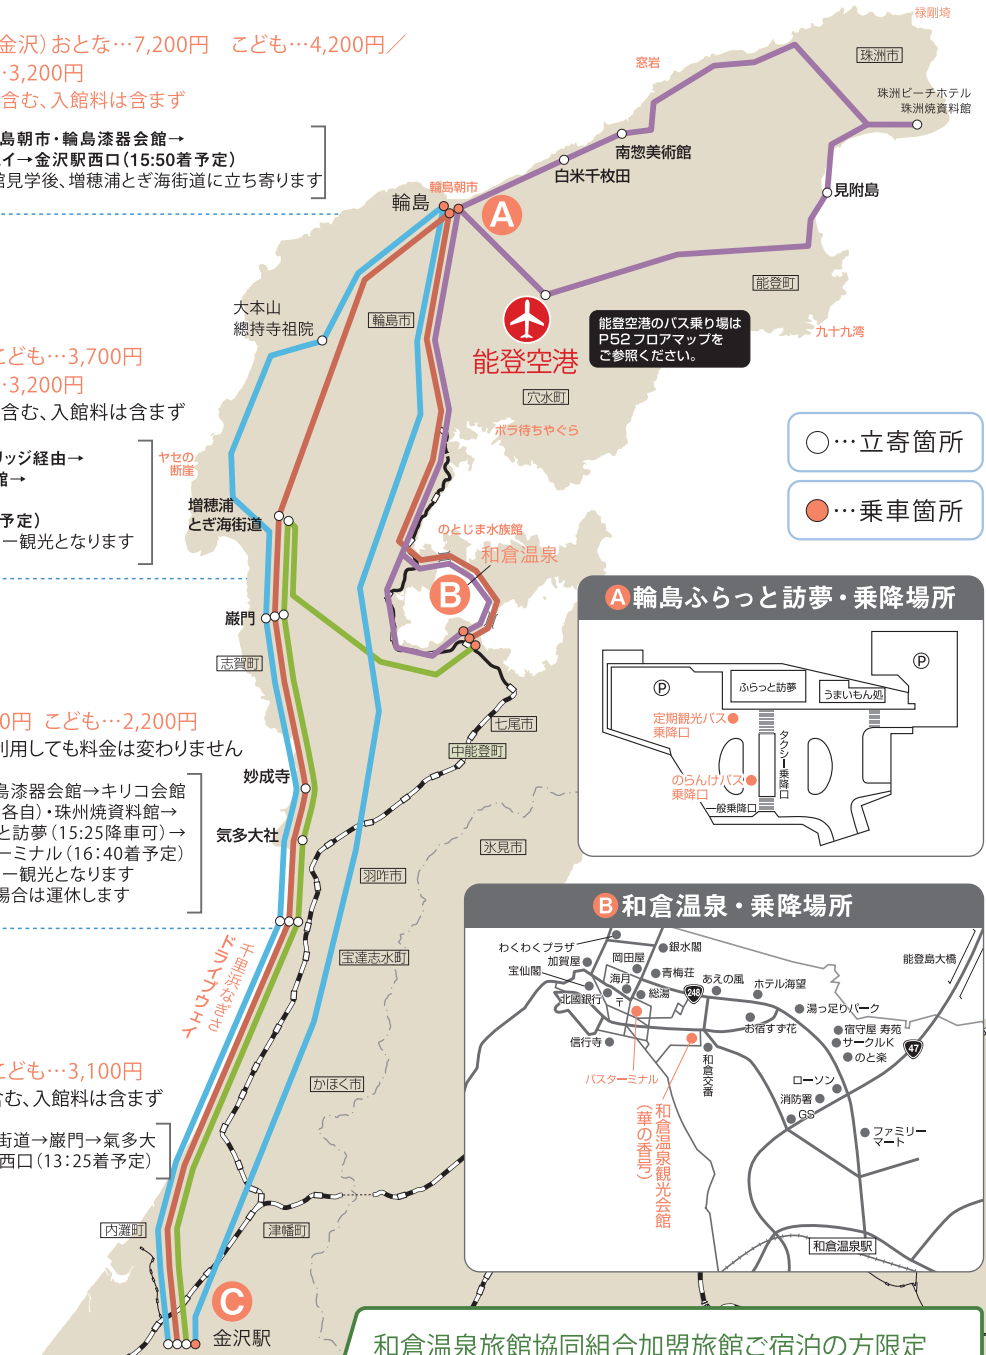 金沢）おとな…7,200円　こども…4,200円／
…3,200円
含む、入館料は含まず
島朝市・輪島漆器会館→
イ→金沢駅西口（15：50着予定）
館見学後、増穂浦とぎ海街道に立ち寄ります
こども…3,700円
…3,200円
含む、入館料は含まず
リッジ経由→
館→
予定）
ー観光となります
0円　こども…2,200円
利用しても料金は変わりません
島漆器会館→キリコ会館
各自）・珠州焼資料館→
と訪夢（15:25降車可）→
ーミナル（16：40着予定）
ー観光となります
場合は運休します
こども…3,100円
含む、入館料は含まず
街道→巌門→氣多大
西口（13：25着予定）
禄剛埼
珠洲市
窓岩
珠洲ビーチホテル
珠洲焼資料館
南惣美術館
白米千枚田
見附島
輪島朝市
輪島
A
能登町
九十九湾
大本山
總持寺祖院
輪島市
能登空港
能登空港のバス乗り場は
P52フロアマップを
ご参照ください。
穴水町
ボラ待ちやぐら
ヤセの
断崖
増穂浦
とぎ海街道
のとじま水族館
和倉温泉
B
巌門
志賀町
七尾市
中能登町
妙成寺
気多大社
氷見市
羽咋市
宝達志水町
千里浜なぎさ
ドライブウェイ
かほく市
内灘町
津幡町
C
金沢駅
○…立寄箇所
●…乗車箇所
A 輪島ふらっと訪夢・乗降場所
P
P
ふらっと訪夢
うまいもん処
定期観光バス
乗降口
タクシー乗降口
のらんけバス
乗降口
一般乗降口
B 和倉温泉・乗降場所
わくわくプラザ
加賀屋
宝仙閣
岡田屋
銀水閣
海月
青梅荘
北國銀行
〒
総湯
248
あえの風
ホテル海望
能登島大橋
湯っ足りパーク
お宿すず花
信行寺
宿守屋 寿苑
サークルK
のと楽
47
バスターミナル
和倉交番
ローソン
消防署
GS
和倉温泉観光会館
（華の香号）
ファミリー
マート
和倉温泉駅
和倉温泉旅館協同組合加盟旅館ご宿泊の方限定